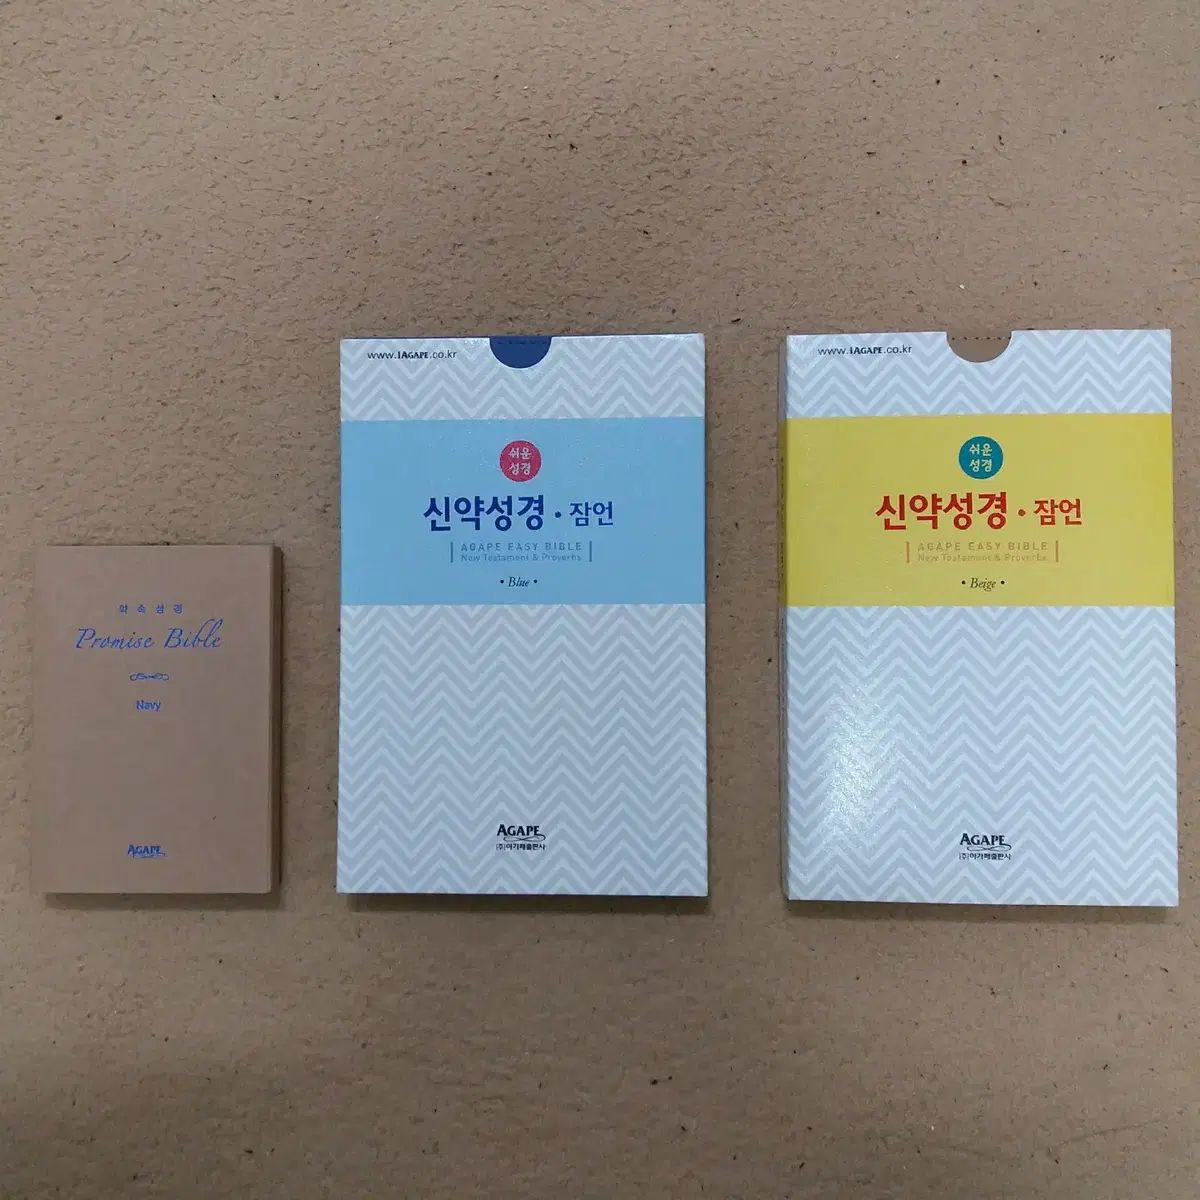 약속성경
Promise Bible
Navy
AGAPE
www.iAGAPE.co.kr
쉬운
성경
신약성경 · 잠언
AGAPE EASY BIBLE
New Testament & Proverbs
• Blue •
AGAPE
(주)아가페출판사
www.iAGAPE.co.kr
쉬운
성경
신약성경 · 잠언
AGAPE EASY BIBLE
New Testament & Proverbs
• Beige •
AGAPE
(주)아가페출판사